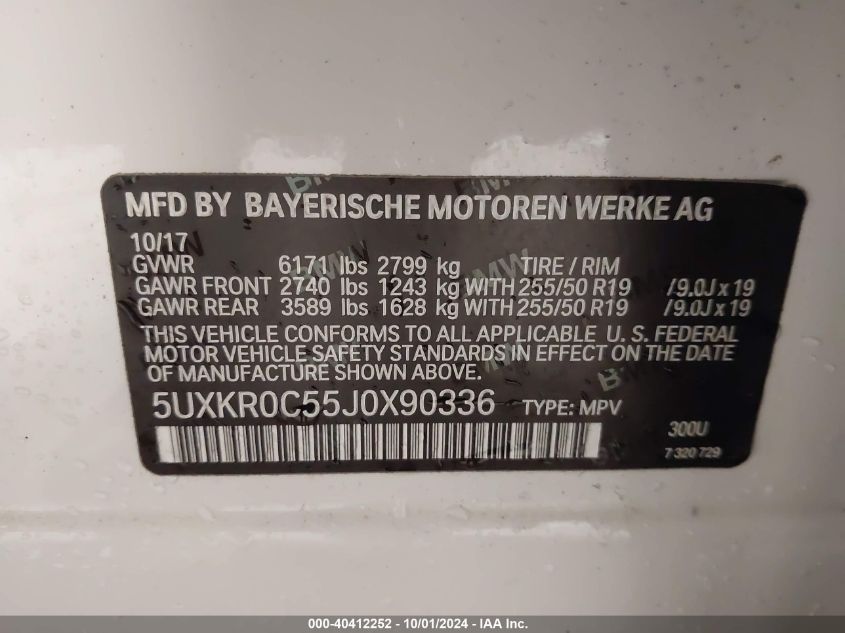 MFD BY BAYERISCHE MOTOREN WERKE AG
10/17
GVWR 6171 lbs 2799 kg TIRE / RIM
GAWR FRONT 2740 lbs 1243 kg WITH 255/50 R19 /9.0J x 19
GAWR REAR 3589 lbs 1628 kg WITH 255/50 R19 /9.0J x 19
THIS VEHICLE CONFORMS TO ALL APPLICABLE U. S. FEDERAL
MOTOR VEHICLE SAFETY STANDARDS IN EFFECT ON THE DATE
OF MANUFACTURE SHOWN ABOVE.
5UXKR0C55J0X90336 TYPE: MPV
300U
7 320 729
000-40412252 - 10/01/2024 - IAA Inc.